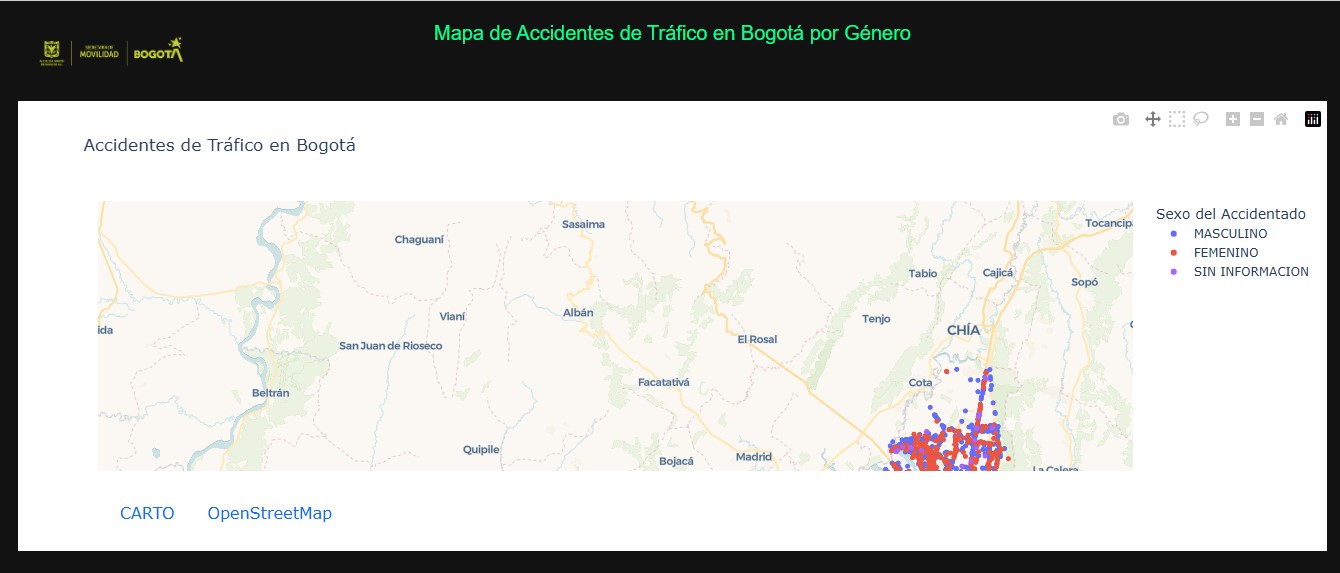 Mapa de Accidentes de Tráfico en Bogotá por Género
SECRETARÍA DE
MOVILIDAD
BOGOTÁ
Accidentes de Tráfico en Bogotá
Sasaima
Chaguaní
Tocancipá
Tabio
Cajicá
Sopó
Albán
Vianí
Tenjo
ida
CHÍA
El Rosal
San Juan de Rioseco
Facatativá
Cota
Beltrán
Quipile
Bojacá
Madrid
La Calera
Sexo del Accidentado
MASCULINO
FEMENINO
SIN INFORMACION
CARTO
OpenStreetMap